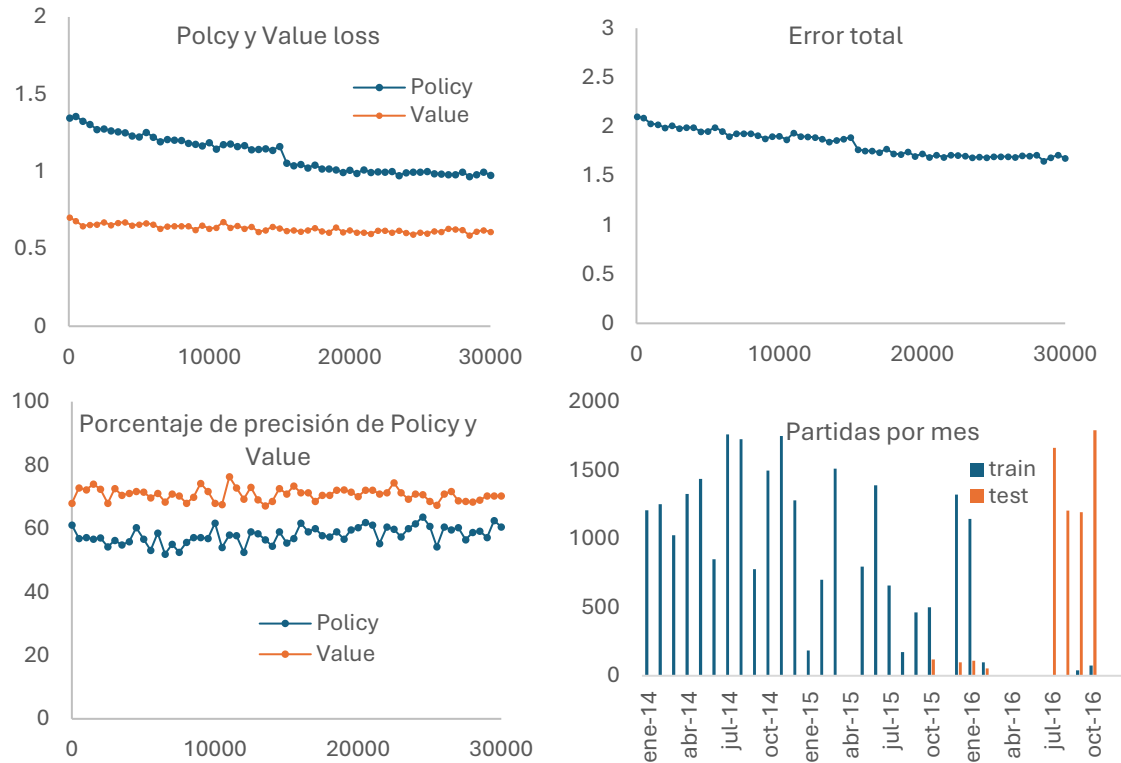 Polcy y Value loss
2
1.5
1
0.5
0
Policy
Value
0 10000 20000 30000
Error total
3
2.5
2
1.5
1
0.5
0
0 10000 20000 30000
Porcentaje de precisión de Policy y
Value
100
80
60
40
20
0
Policy
Value
0 10000 20000 30000
Partidas por mes
2000
1500
1000
500
0
train
test
ene-14
abr-14
jul-14
oct-14
ene-15
abr-15
jul-15
oct-15
ene-16
abr-16
jul-16
oct-16